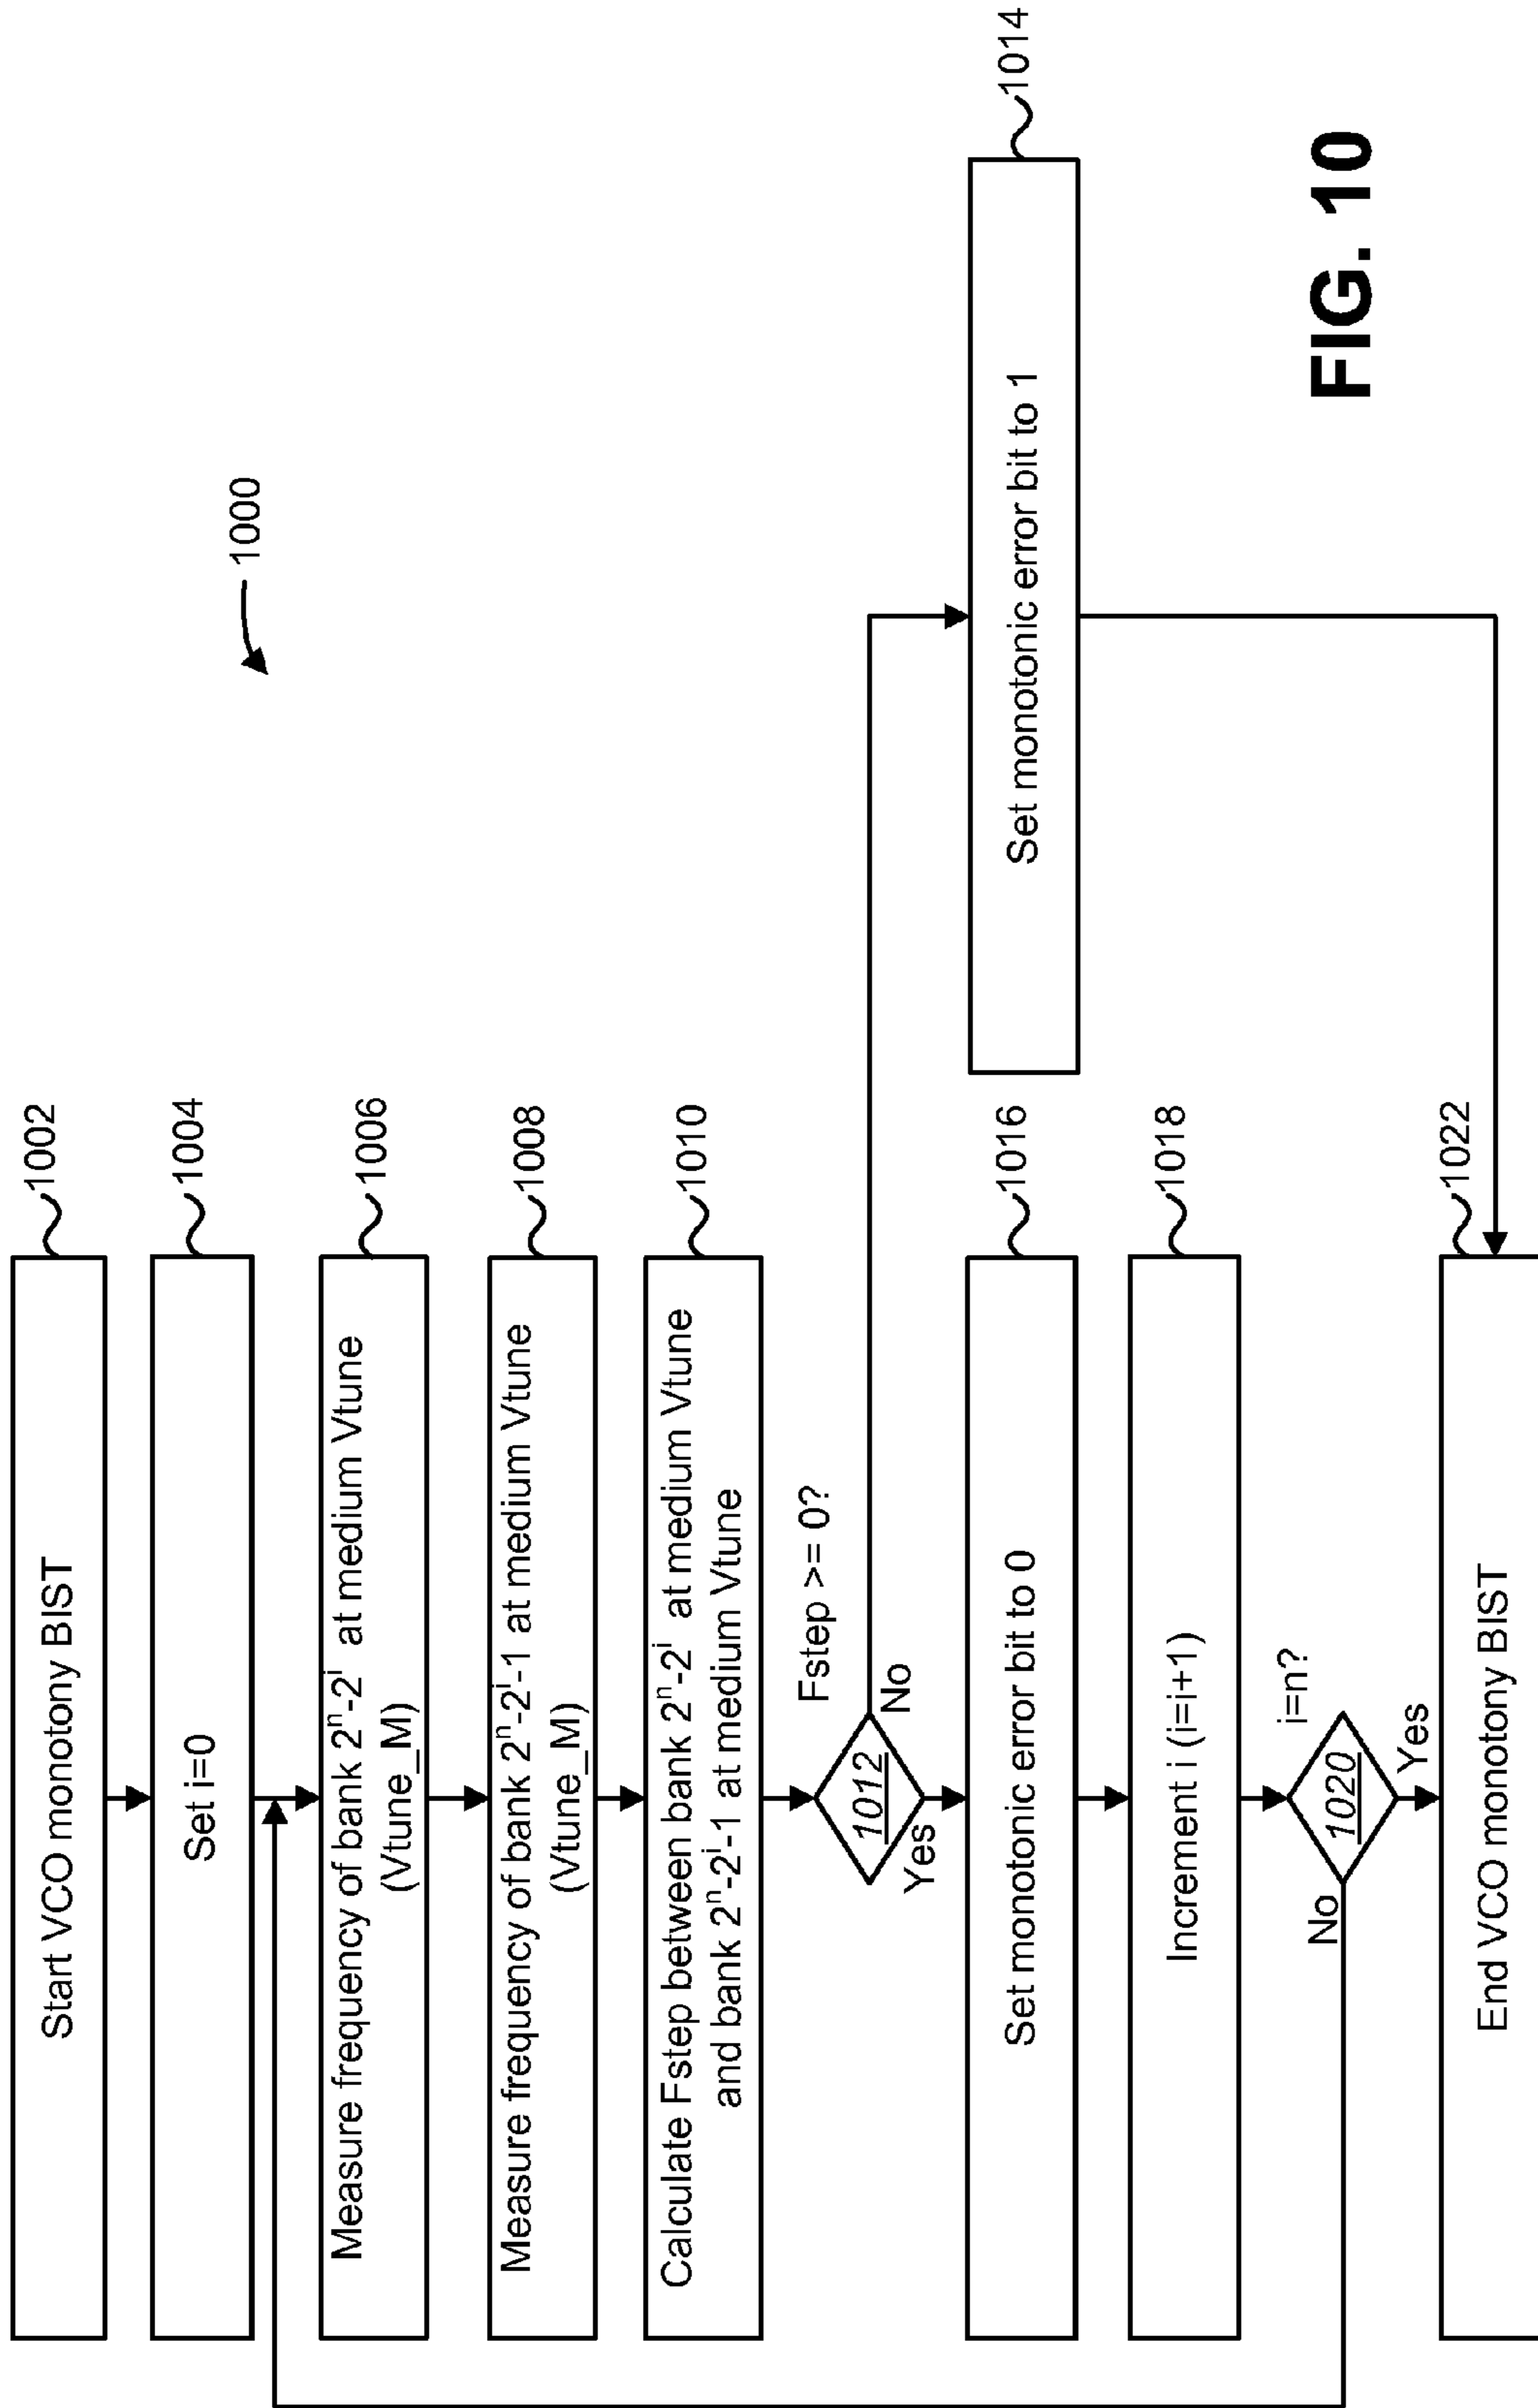 1000
Start VCO monotony BIST
1002
Set i=0
1004
Measure frequency of bank 2ⁿ-2ⁱ at medium Vtune
(Vtune_M)
1006
Measure frequency of bank 2ⁿ-2ⁱ-1 at medium Vtune
(Vtune_M)
1008
Calculate Fstep between bank 2ⁿ-2ⁱ at medium Vtune
and bank 2ⁿ-2ⁱ-1 at medium Vtune
1010
Fstep >= 0?
1012
No
Yes
Set monotonic error bit to 1
1014
Set monotonic error bit to 0
1016
Increment i (i=i+1)
1018
i=n?
1020
No
Yes
End VCO monotony BIST
1022
FIG. 10